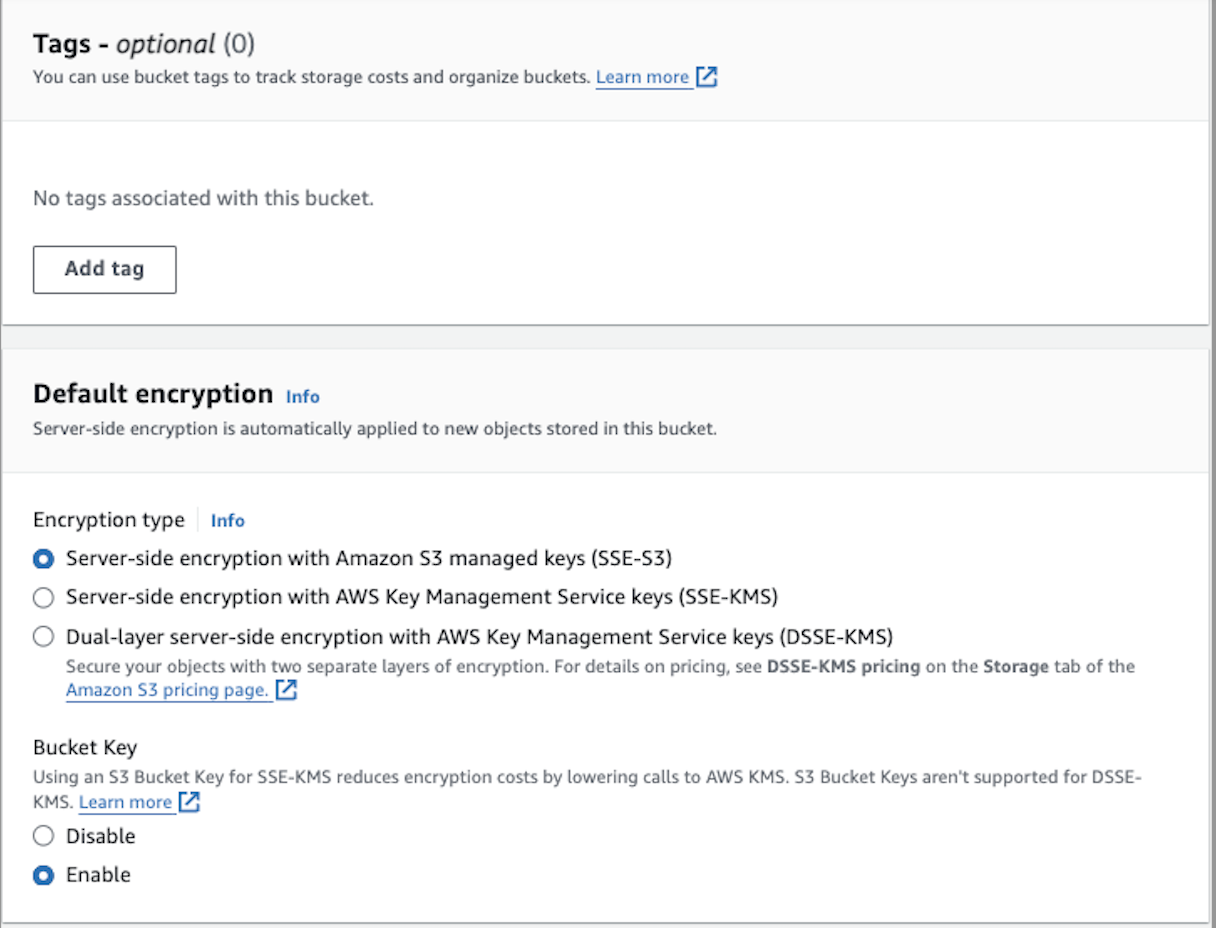 Tags - optional (0)
You can use bucket tags to track storage costs and organize buckets. Learn more
No tags associated with this bucket.
Add tag
Default encryption Info
Server-side encryption is automatically applied to new objects stored in this bucket.
Encryption type Info
Server-side encryption with Amazon S3 managed keys (SSE-S3)
Server-side encryption with AWS Key Management Service keys (SSE-KMS)
Dual-layer server-side encryption with AWS Key Management Service keys (DSSE-KMS)
Secure your objects with two separate layers of encryption. For details on pricing, see DSSE-KMS pricing on the Storage tab of the
Amazon S3 pricing page.
Bucket Key
Using an S3 Bucket Key for SSE-KMS reduces encryption costs by lowering calls to AWS KMS. S3 Bucket Keys aren't supported for DSSE-
KMS. Learn more
Disable
Enable